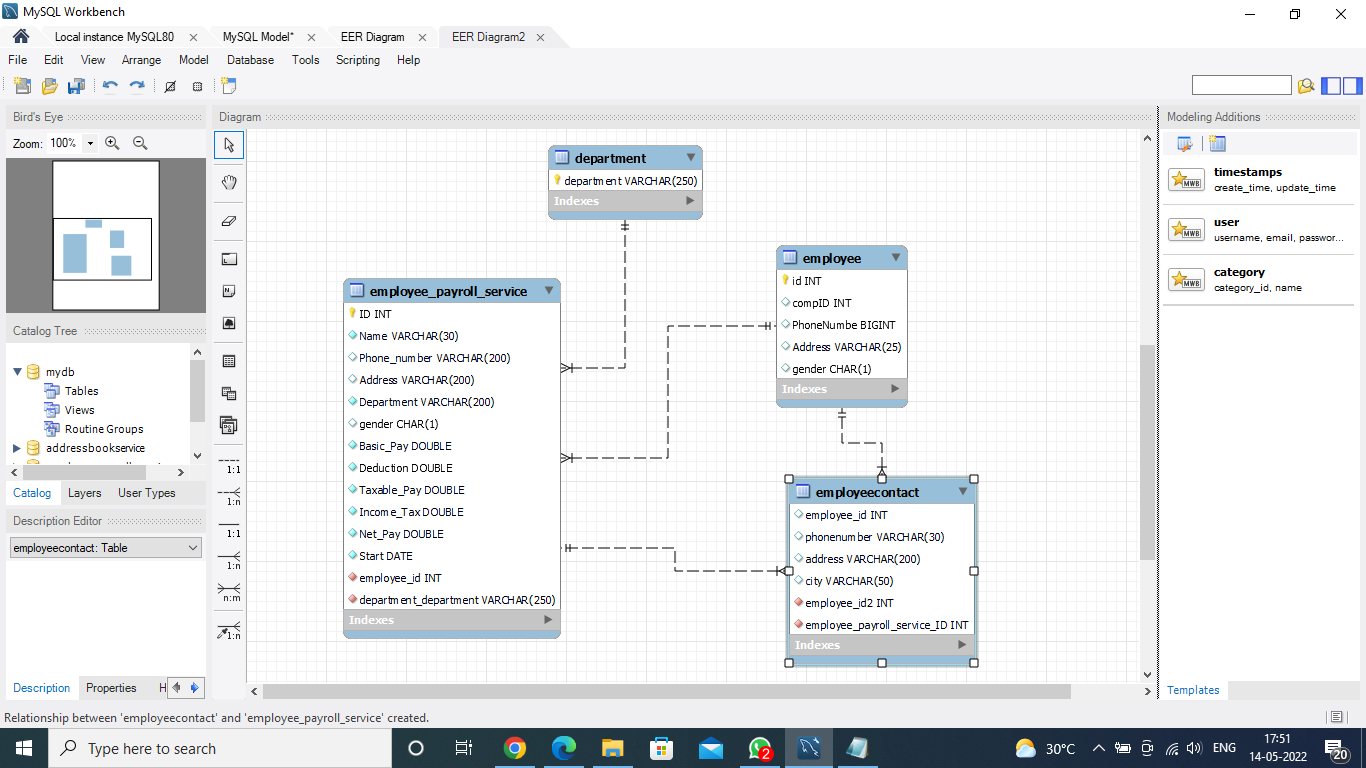 MySQL Workbench
Local instance MySQL80
MySQL Model*
EER Diagram
EER Diagram2
File Edit View Arrange Model Database Tools Scripting Help
Bird's Eye
Zoom: 100%
Catalog Tree
mydb
Tables
Views
Routine Groups
addressbookservice
Catalog Layers User Types
Description Editor
employeecontact: Table
Description Properties H
Diagram
1:1
1:n
1:1
1:n
n:m
1:n
department
department VARCHAR(250)
Indexes
employee_payroll_service
ID INT
Name VARCHAR(30)
Phone_number VARCHAR(200)
Address VARCHAR(200)
Department VARCHAR(200)
gender CHAR(1)
Basic_Pay DOUBLE
Deduction DOUBLE
Taxable_Pay DOUBLE
Income_Tax DOUBLE
Net_Pay DOUBLE
Start DATE
employee_id INT
department_department VARCHAR(250)
Indexes
employee
id INT
compID INT
PhoneNumbe BIGINT
Address VARCHAR(25)
gender CHAR(1)
Indexes
employeecontact
employee_id INT
phonenumber VARCHAR(30)
address VARCHAR(200)
city VARCHAR(50)
employee_id2 INT
employee_payroll_service_ID INT
Indexes
Modeling Additions
MWB
timestamps
create_time, update_time
MWB
user
username, email, passwor...
MWB
category
category_id, name
Templates
Relationship between 'employeecontact' and 'employee_payroll_service' created.
Type here to search
2
30°C
ENG
17:51
14-05-2022
20